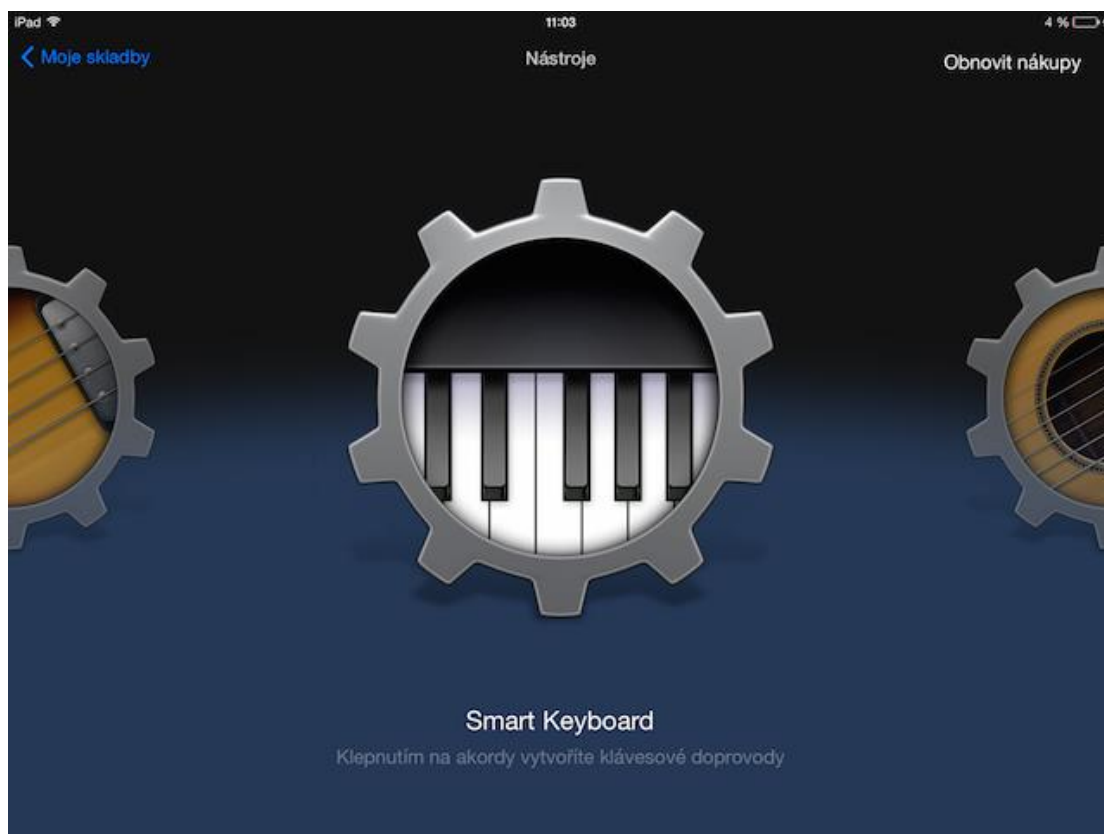 iPad 11:03 4 %
Moje skladby Nástroje Obnovit nákupy
Smart Keyboard
Klepnutím na akordy vytvoříte klávesové doprovody